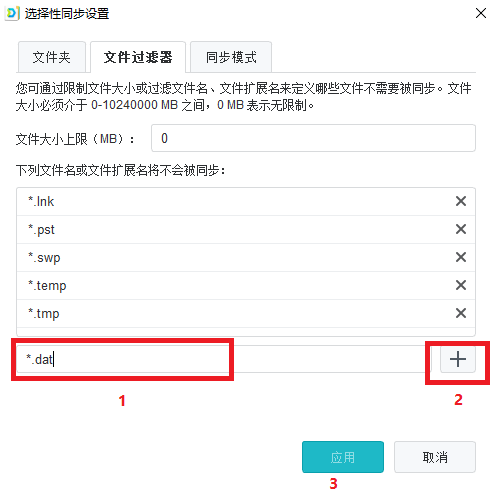 选择性同步设置
文件夹
文件过滤器
同步模式
您可通过限制文件大小或过滤文件名、文件扩展名来定义哪些文件不需要被同步。文件
大小必须介于 0-10240000 MB 之间，0 MB 表示无限制。
文件大小上限（MB）：
0
下列文件名或文件扩展名将不会被同步：
*.lnk
*.pst
*.swp
*.temp
*.tmp
*.dat
1
2
应用
取消
3